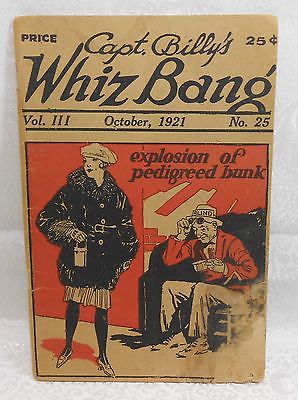 PRICE Capt. Billy's 25¢
Whiz Bang
Vol. III October, 1921 No. 25
explosion of
pedigreed bunk
BLIND